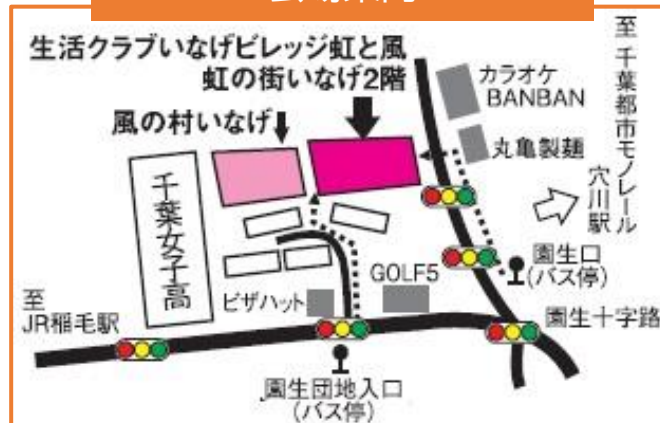 生活クラブいなげビレッジ虹と風
虹の街いなげ2階
風の村いなげ
千葉女子高
カラオケ
BANBAN
丸亀製麺
至 千葉都市モノレール
穴川駅
園生口
(バス停)
GOLF5
ピザハット
至
JR稲毛駅
園生十字路
園生団地入口
(バス停)